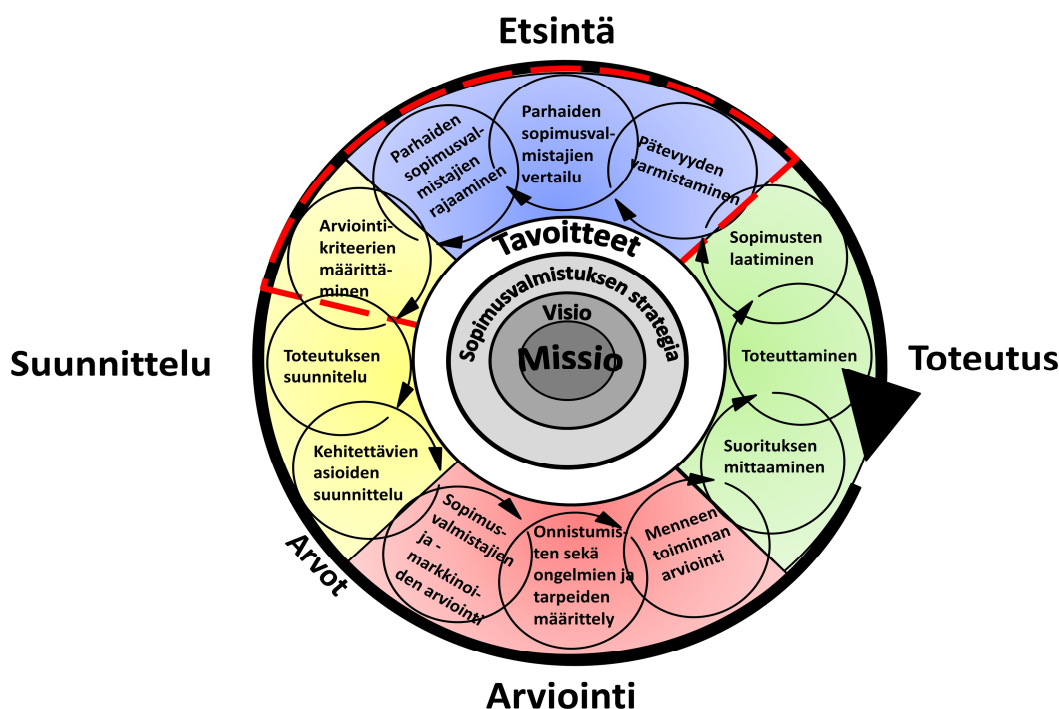 Etsintä
Parhaiden
sopimusval-
mistajien
rajaaminen
Parhaiden
sopimusval-
mistajien
vertailu
Pätevyyden
varmistaminen
Arviointi-
kriteerien
määrittä-
minen
Tavoitteet
Sopimusvalmistuksen strategia
Visio
Missio
Sopimusten
laatiminen
Suunnittelu
Toteutuksen
suunnitelu
Toteuttaminen
Toteutus
Kehitettävien
asioiden
suunnittelu
Suorituksen
mittaaminen
Arvot
Sopimus-
valmistajien
ja -
markkinoi-
den arviointi
Onnistumis-
ten sekä
ongelmien ja
tarpeiden
määrittely
Menneen
toiminnan
arviointi
Arviointi